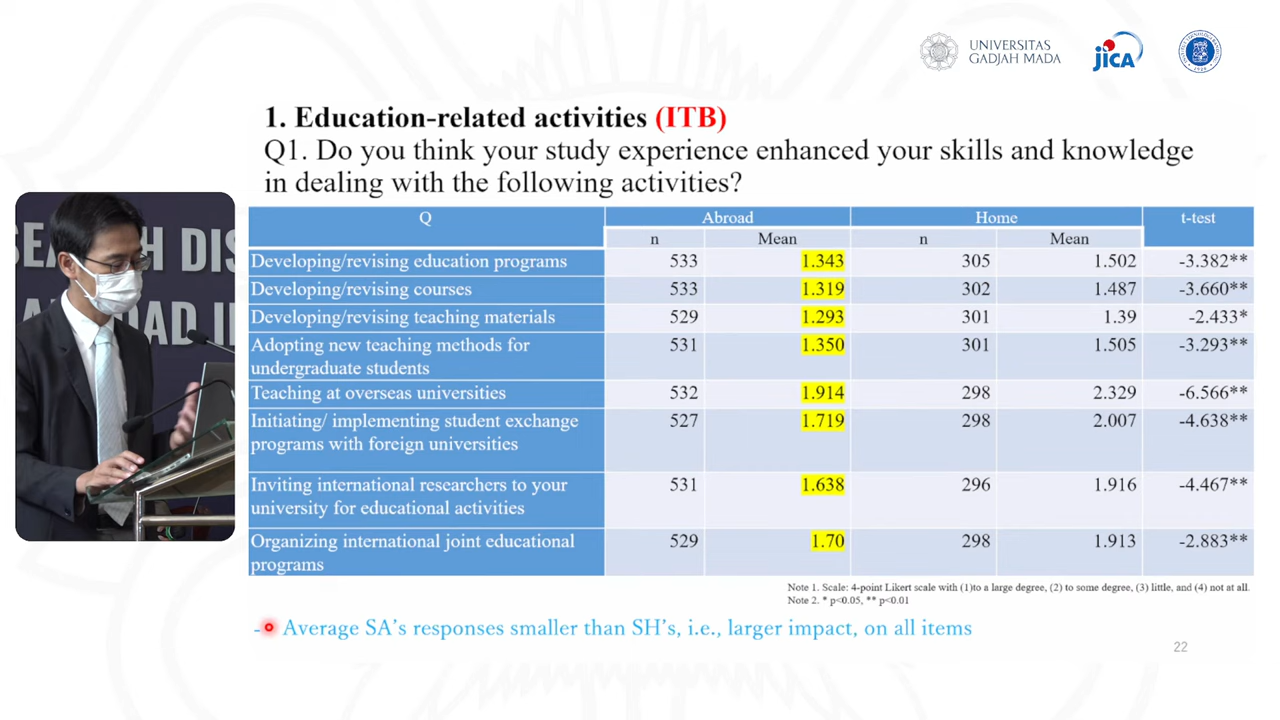 UNIVERSITAS
GADJAH MADA
JICA
1. Education-related activities (ITB)
Q1. Do you think your study experience enhanced your skills and knowledge
in dealing with the following activities?
Q Abroad Home t-test
n Mean n Mean
Developing/revising education programs 533 1.343 305 1.502 -3.382**
Developing/revising courses 533 1.319 302 1.487 -3.660**
Developing/revising teaching materials 529 1.293 301 1.39 -2.433*
Adopting new teaching methods for 531 1.350 301 1.505 -3.293**
undergraduate students
Teaching at overseas universities 532 1.914 298 2.329 -6.566**
Initiating/ implementing student exchange 527 1.719 298 2.007 -4.638**
programs with foreign universities
Inviting international researchers to your 531 1.638 296 1.916 -4.467**
university for educational activities
Organizing international joint educational 529 1.70 298 1.913 -2.883**
programs
Note 1. Scale: 4-point Likert scale with (1)to a large degree, (2) to some degree, (3) little, and (4) not at all.
Note 2. * p<0.05, ** p<0.01
- Average SA's responses smaller than SH's, i.e., larger impact, on all items
22